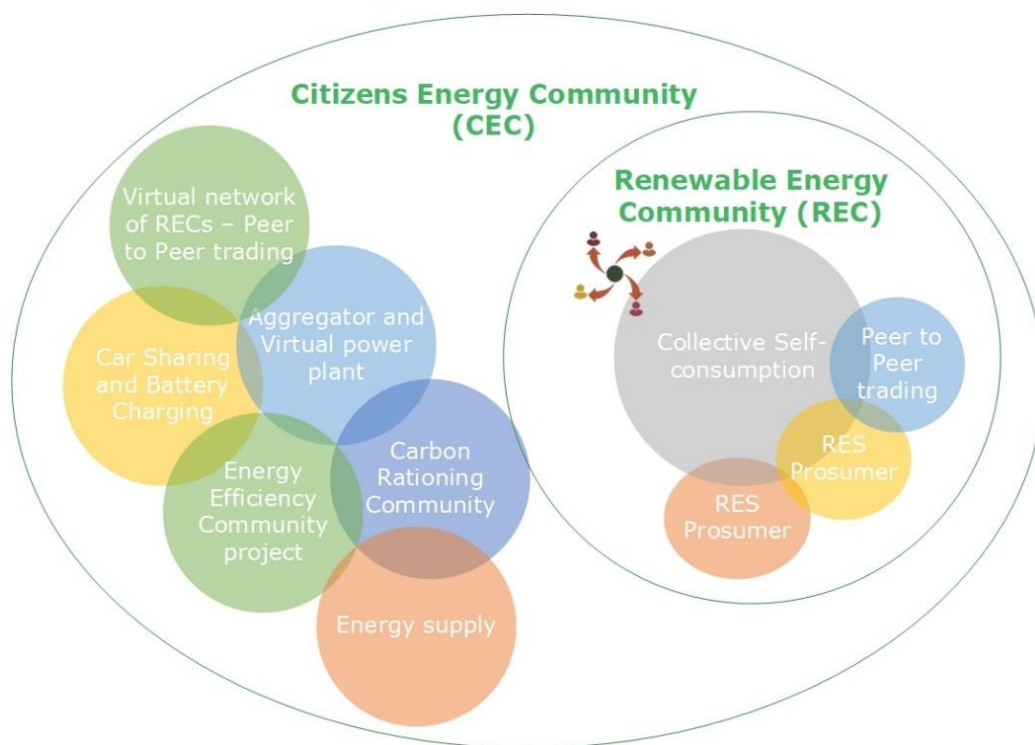 Citizens Energy Community
(CEC)
Renewable Energy
Community (REC)
Virtual network
of RECs – Peer
to Peer trading
Aggregator and
Virtual power
plant
Car Sharing
and Battery
Charging
Energy
Efficiency
Community
project
Carbon
Rationing
Community
Energy supply
Collective Self-
consumption
Peer to
Peer
trading
RES
Prosumer
RES
Prosumer